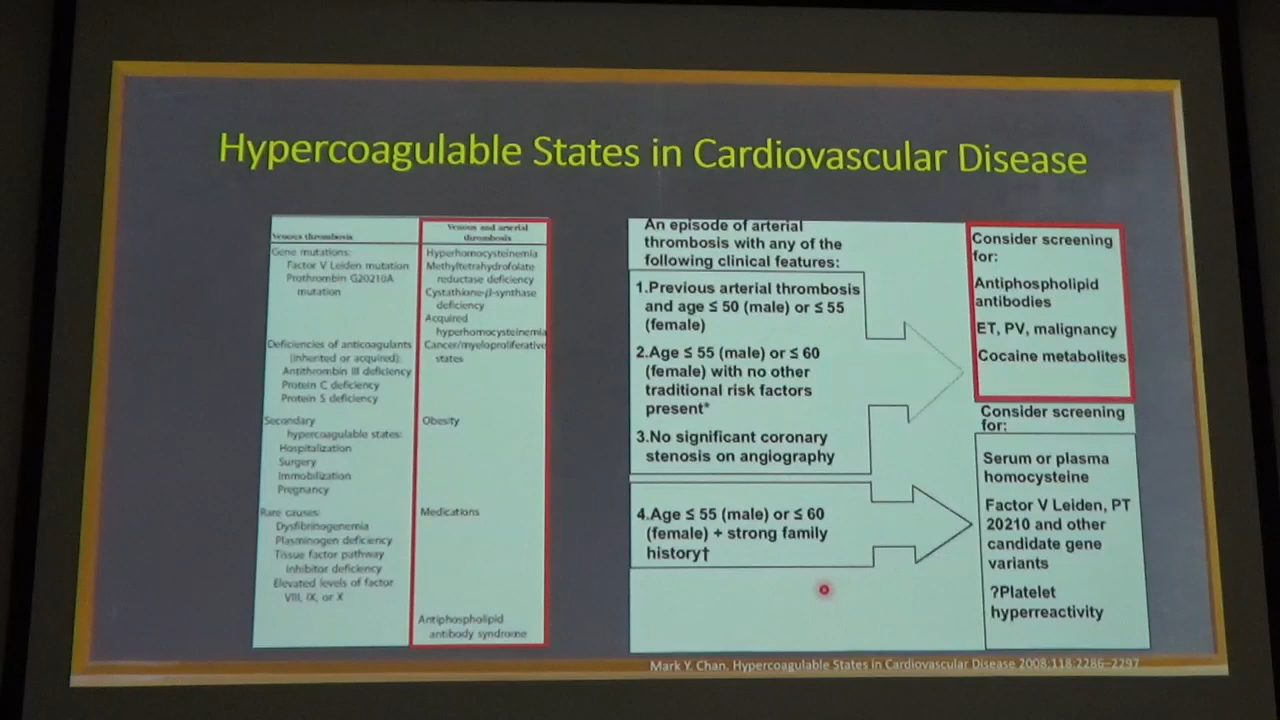 Hypercoagulable States in Cardiovascular Disease
Venous thrombosis
Gene mutations:
Factor V Leiden mutation
Prothrombin G20210A
mutation
Deficiencies of anticoagulants
(inherited or acquired):
Antithrombin III deficiency
Protein C deficiency
Protein S deficiency
Secondary
hypercoagulable states:
Hospitalization
Surgery
Immobilization
Pregnancy
Rare causes:
Dysfibrinogenemia
Plasminogen deficiency
Tissue factor pathway
inhibitor deficiency
Elevated levels of factor
VIII, IX, or X
Venous and arterial
thrombosis
Hyperhomocysteinemia
Methyltetrahydrofolate
reductase deficiency
Cystathione-β-synthase
deficiency
Acquired
hyperhomocysteinemia
Cancer/myeloproliferative
states
Obesity
Medications
Antiphospholipid
antibody syndrome
An episode of arterial
thrombosis with any of the
following clinical features:
1.Previous arterial thrombosis
and age ≤ 50 (male) or ≤ 55
(female)
2.Age ≤ 55 (male) or ≤ 60
(female) with no other
traditional risk factors
present*
3.No significant coronary
stenosis on angiography
4.Age ≤ 55 (male) or ≤ 60
(female) + strong family
history†
Consider screening
for:
Antiphospholipid
antibodies
ET, PV, malignancy
Cocaine metabolites
Consider screening
for:
Serum or plasma
homocysteine
Factor V Leiden, PT
20210 and other
candidate gene
variants
?Platelet
hyperreactivity
Mark Y. Chan. Hypercoagulable States in Cardiovascular Disease 2008;118:2286–2297